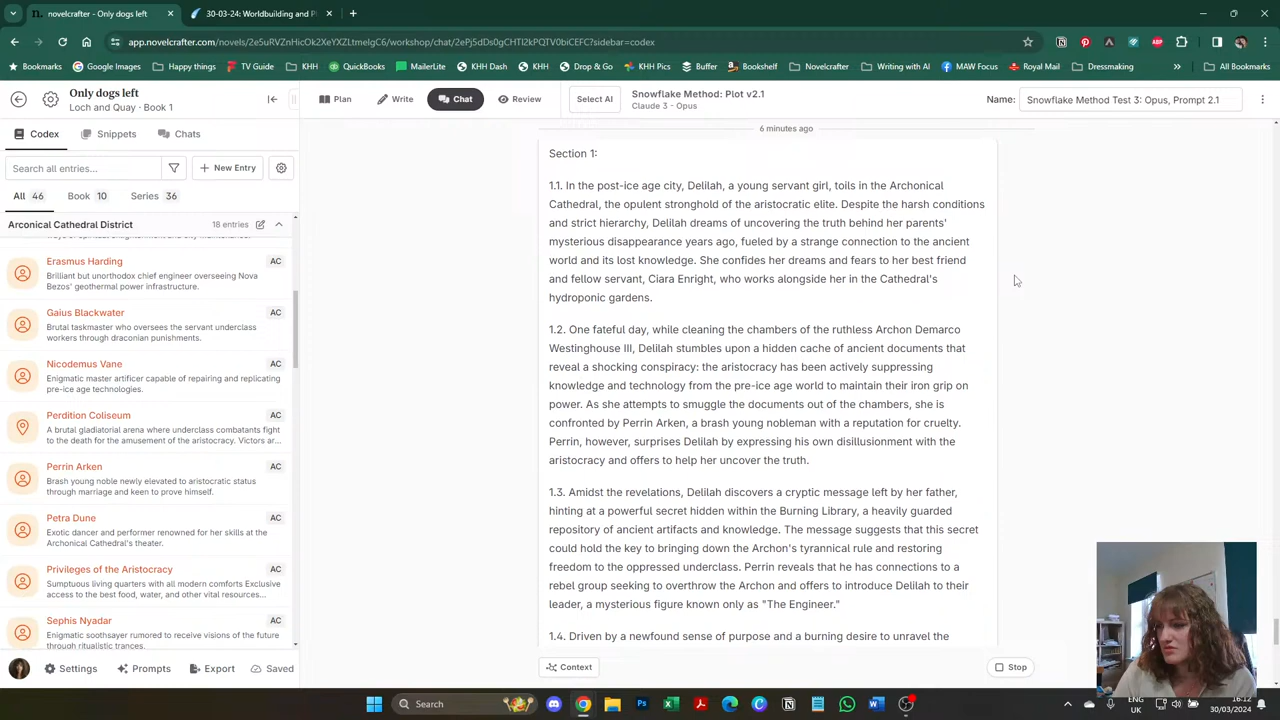 novelcrafter - Only dogs left
30-03-24: Worldbuilding and P
app.novelcrafter.com/novels/2e5uRVZnHicOk2XeYXZLtmeIgC6/workshop/chat/2ePj5dDs0gCHTI2kPQTV0biCEFC?sidebar=codex
Google Images
Happy things
TV Guide
KHH
QuickBooks
MailerLite
KHH Dash
KHH
Drop & Go
KHH Pics
Buffer
Bookshelf
Novelcrafter
Writing with AI
MAW Focus
All Bookmarks
Only dogs left
Loch and Quay · Book 1
Plan
Write
Chat
Review
Select AI
Snowflake Method: Plot v2.1
Claude 3 - Opus
Name:
Snowflake Method Test 3: Opus, Prompt 2.1
Codex
Snippets
Chats
Search all entries...
+ New Entry
All 46
Book 10
Series 36
Arconical Cathedral District
18 entries
Erasmus Harding
AC
Brilliant but unorthodox chief engineer overseeing Nova
Bezos' geothermal power infrastructure.
Gaius Blackwater
AC
Brutal taskmaster who oversees the servant underclass
workers through draconian punishments.
Nicodemus Vane
AC
Enigmatic master artificer capable of repairing and replicating
pre-ice age technologies.
Perdition Coliseum
AC
A brutal gladiatorial arena where underclass combatants fight
to the death for the amusement of the aristocracy. Victors ar...
Perrin Arken
AC
Brash young noble newly elevated to aristocratic status
through marriage and keen to prove himself.
Petra Dune
AC
Exotic dancer and performer renowned for her skills at the
Archonical Cathedral's theater.
Privileges of the Aristocracy
AC
Sumptuous living quarters with all modern comforts Exclusive
access to the best food, water, and other vital resources...
Sephis Nyadar
AC
Enigmatic soothsayer rumored to receive visions of the future
through ritualistic trances.
Settings
Prompts
Export
Saved
6 minutes ago
Section 1:
1.1. In the post-ice age city, Delilah, a young servant girl, toils in the Archonical
Cathedral, the opulent stronghold of the aristocratic elite. Despite the harsh conditions
and strict hierarchy, Delilah dreams of uncovering the truth behind her parents'
mysterious disappearance years ago, fueled by a strange connection to the ancient
world and its lost knowledge. She confides her dreams and fears to her best friend
and fellow servant, Ciara Enright, who works alongside her in the Cathedral's
hydroponic gardens.
1.2. One fateful day, while cleaning the chambers of the ruthless Archon Demarco
Westinghouse III, Delilah stumbles upon a hidden cache of ancient documents that
reveal a shocking conspiracy: the aristocracy has been actively suppressing
knowledge and technology from the pre-ice age world to maintain their iron grip on
power. As she attempts to smuggle the documents out of the chambers, she is
confronted by Perrin Arken, a brash young nobleman with a reputation for cruelty.
Perrin, however, surprises Delilah by expressing his own disillusionment with the
aristocracy and offers to help her uncover the truth.
1.3. Amidst the revelations, Delilah discovers a cryptic message left by her father,
hinting at a powerful secret hidden within the Burning Library, a heavily guarded
repository of ancient artifacts and knowledge. The message suggests that this secret
could hold the key to bringing down the Archon's tyrannical rule and restoring
freedom to the oppressed underclass. Perrin reveals that he has connections to a
rebel group seeking to overthrow the Archon and offers to introduce Delilah to their
leader, a mysterious figure known only as "The Engineer."
1.4. Driven by a newfound sense of purpose and a burning desire to unravel the
Context
Stop
Search
ENG
UK
16:12
30/03/2024